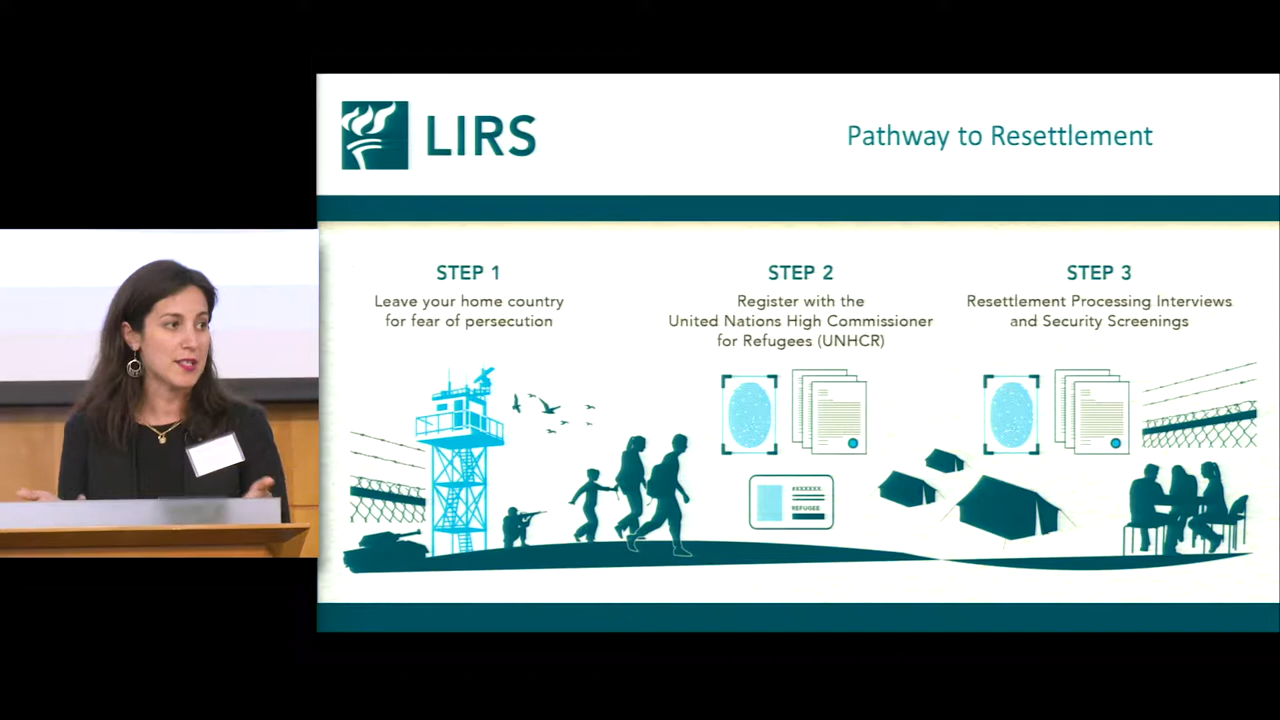 LIRS
Pathway to Resettlement
STEP 1
Leave your home country
for fear of persecution
STEP 2
Register with the
United Nations High Commissioner
for Refugees (UNHCR)
STEP 3
Resettlement Processing Interviews
and Security Screenings
#XXXXXX
REFUGEE